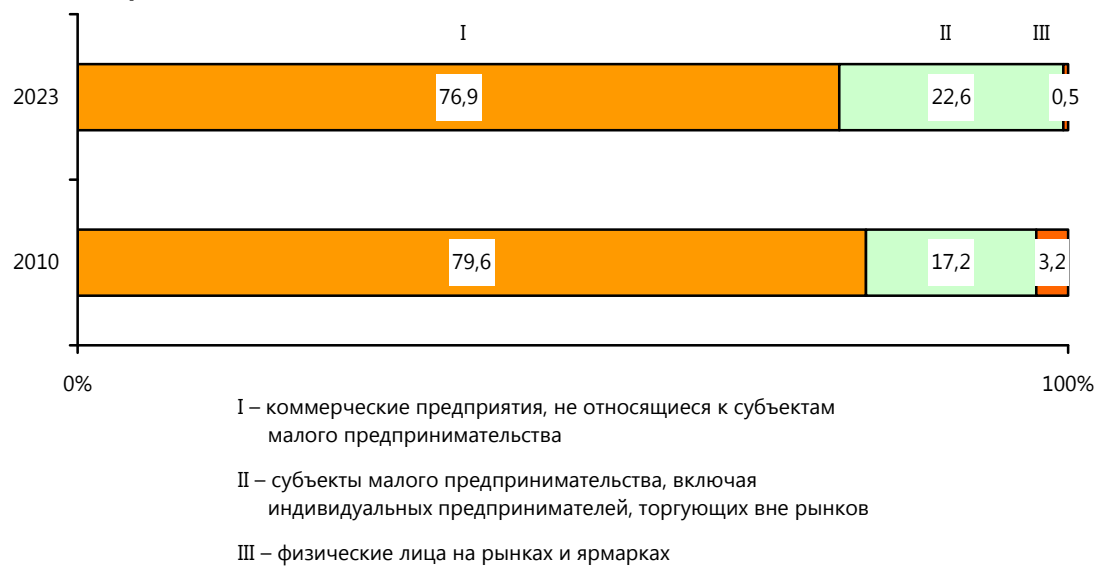 I II III
2023 76,9 22,6 0,5
2010 79,6 17,2 3,2
0% 100%
I – коммерческие предприятия, не относящиеся к субъектам
малого предпринимательства
II – субъекты малого предпринимательства, включая
индивидуальных предпринимателей, торгующих вне рынков
III – физические лица на рынках и ярмарках